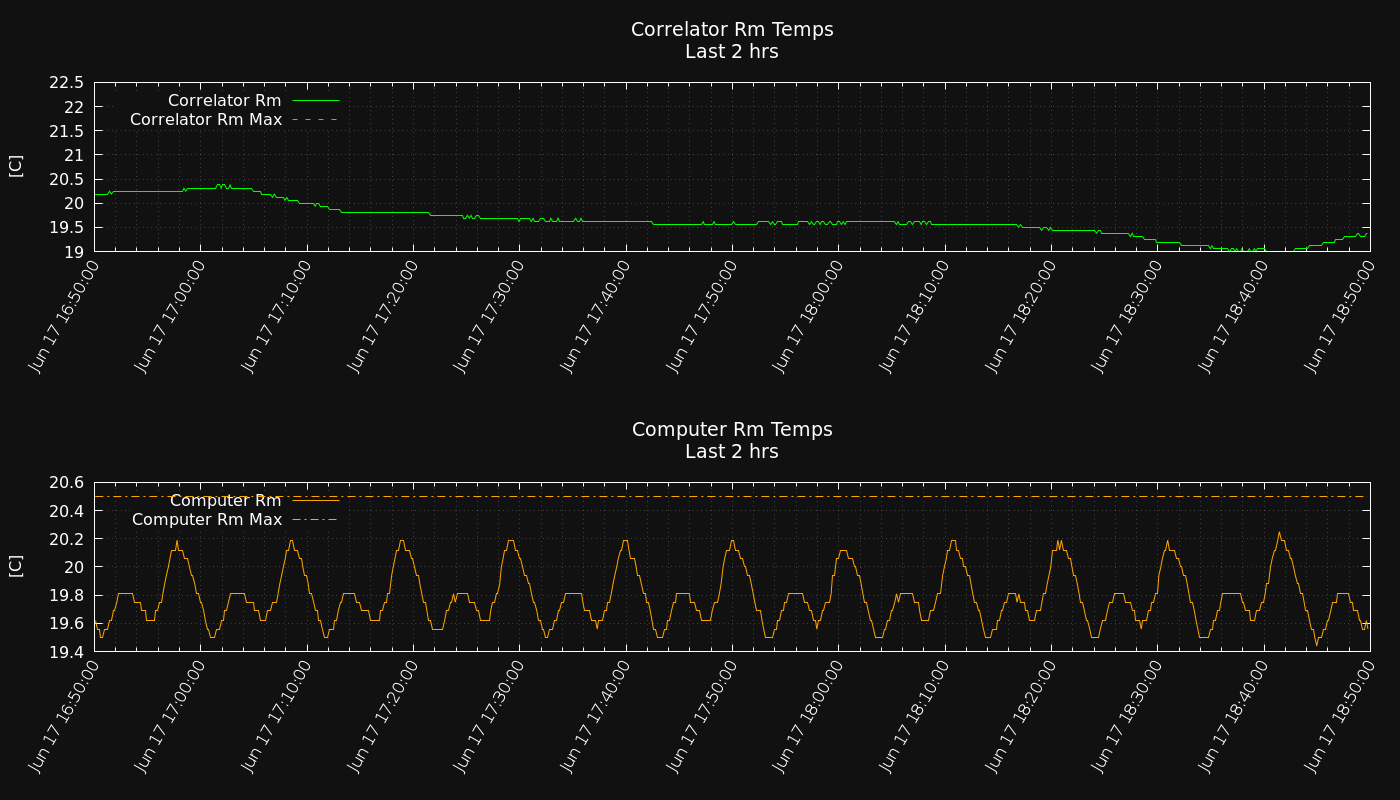 Correlator Rm Temps
Last 2 hrs
22.5
22
21.5
21
20.5
20
19.5
19
[C]
Correlator Rm
Correlator Rm Max
Jun 17 16:50:00
Jun 17 17:00:00
Jun 17 17:10:00
Jun 17 17:20:00
Jun 17 17:30:00
Jun 17 17:40:00
Jun 17 17:50:00
Jun 17 18:00:00
Jun 17 18:10:00
Jun 17 18:20:00
Jun 17 18:30:00
Jun 17 18:40:00
Jun 17 18:50:00
Computer Rm Temps
Last 2 hrs
20.6
20.4
20.2
20
19.8
19.6
19.4
[C]
Computer Rm
Computer Rm Max
Jun 17 16:50:00
Jun 17 17:00:00
Jun 17 17:10:00
Jun 17 17:20:00
Jun 17 17:30:00
Jun 17 17:40:00
Jun 17 17:50:00
Jun 17 18:00:00
Jun 17 18:10:00
Jun 17 18:20:00
Jun 17 18:30:00
Jun 17 18:40:00
Jun 17 18:50:00